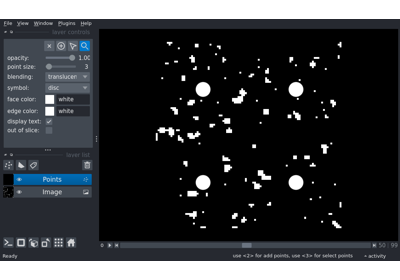 File View Window Plugins Help
layer controls
opacity: 1.00
point size: 3
blending: translucen
symbol: disc
face color: white
edge color: white
display text:
out of slice:
layer list
Points
Image
0 50 99
Ready use <2> for add points, use <3> for select points activity